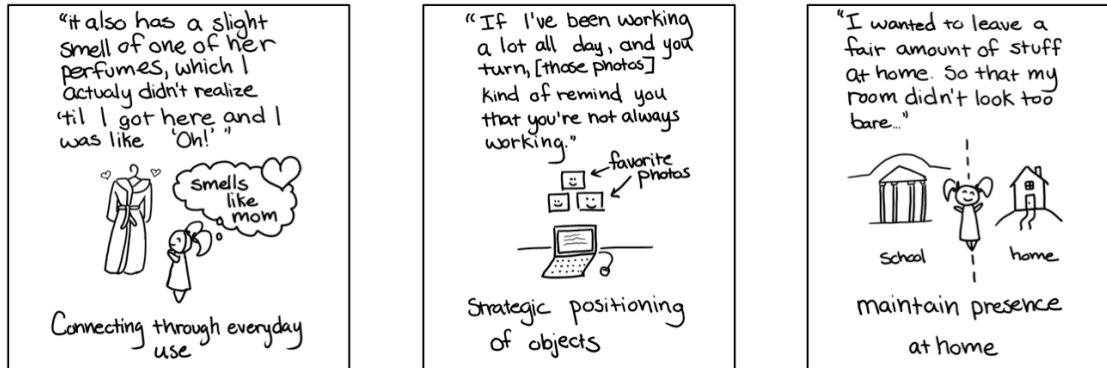 "it also has a slight
smell of one of her
perfumes, which I
actualy didn't realize
'til I got here and I
was like 'Oh!' "
smells
like
mom
Connecting through everyday
use
"If I've been working
a lot all day, and you
turn, [those photos]
kind of remind you
that you're not always
working."
favorite
photos
Strategic positioning
of objects
"I wanted to leave a
fair amount of stuff
at home. So that my
room didn't look too
bare..."
school
home
maintain presence
at home